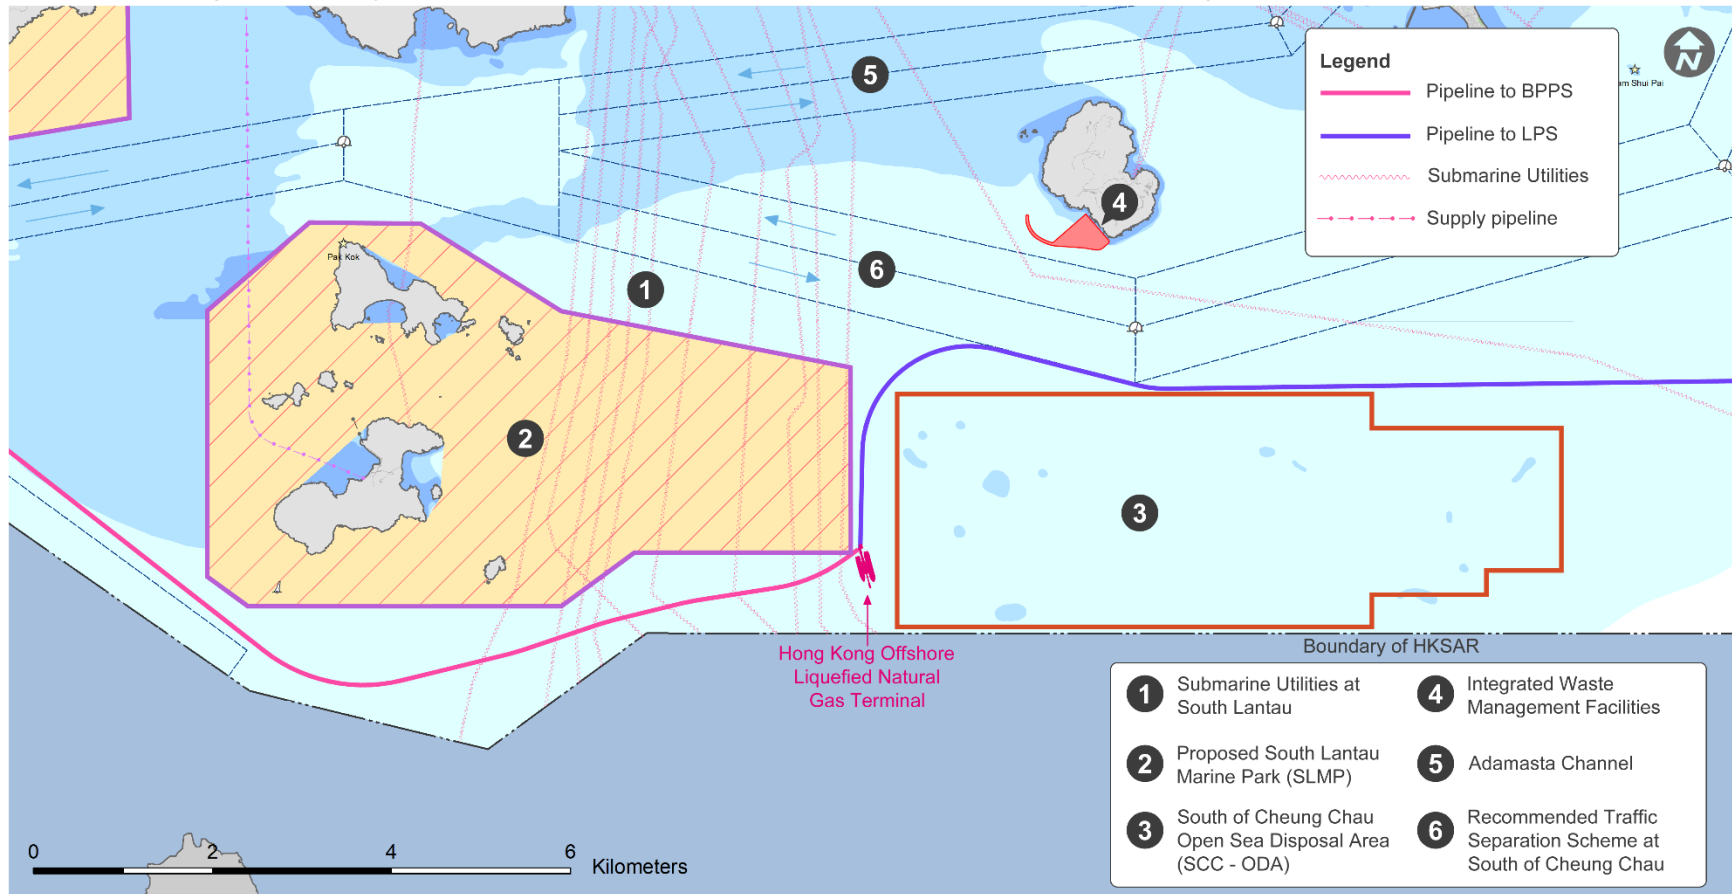 Legend
Pipeline to BPPS
Pipeline to LPS
Submarine Utilities
Supply pipeline
N
am Shui Pai
5
4
6
1
Pak Kok
2
3
Hong Kong Offshore
Liquefied Natural
Gas Terminal
Boundary of HKSAR
1 Submarine Utilities at
South Lantau
2 Proposed South Lantau
Marine Park (SLMP)
3 South of Cheung Chau
Open Sea Disposal Area
(SCC - ODA)
4 Integrated Waste
Management Facilities
5 Adamasta Channel
6 Recommended Traffic
Separation Scheme at
South of Cheung Chau
0 2 4 6
Kilometers